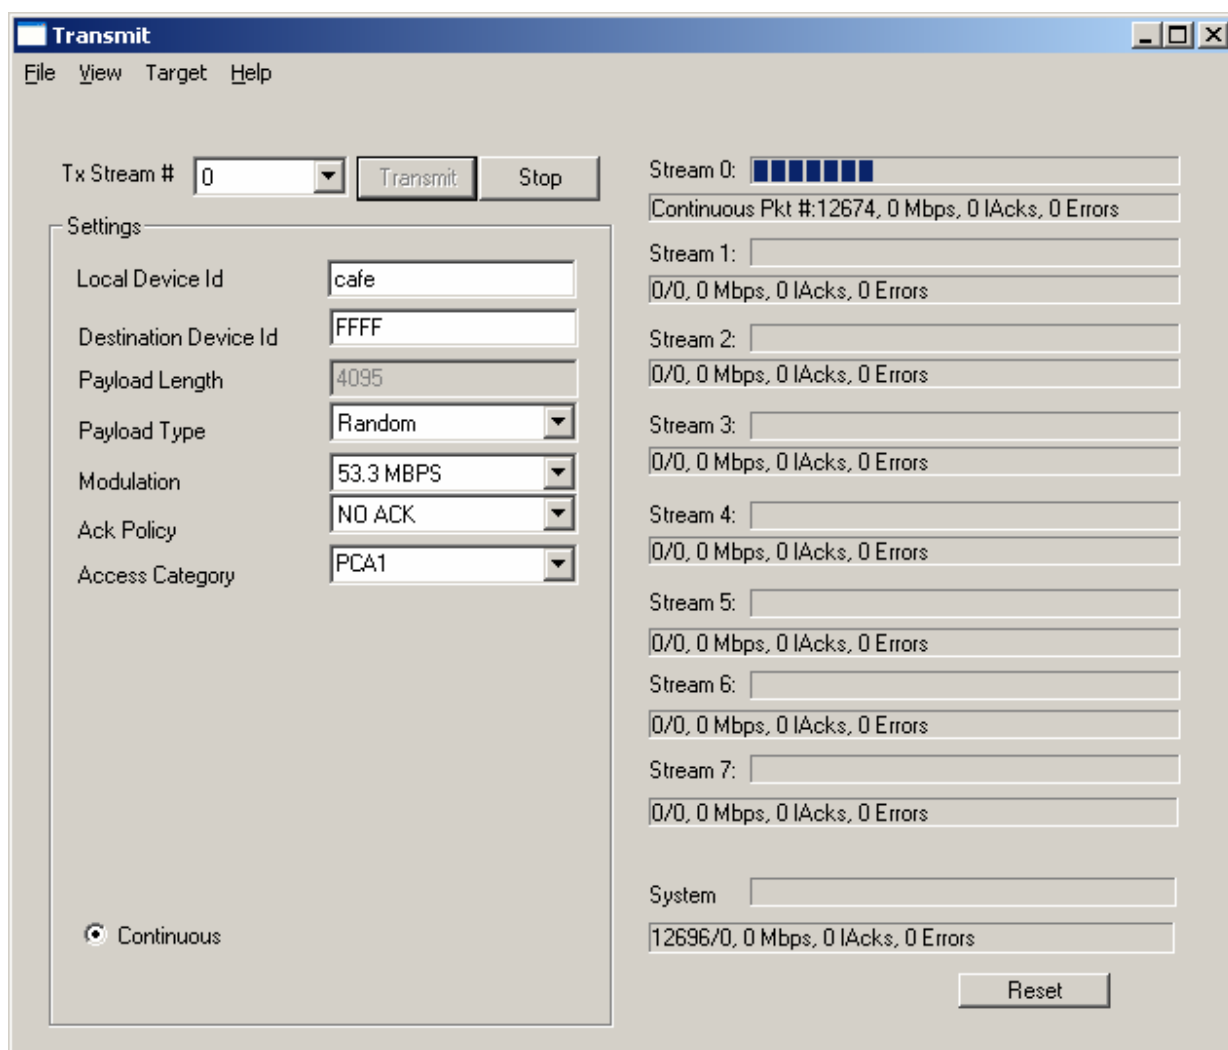 Transmit
File View Target Help
Tx Stream # 0 Transmit Stop
Settings
Local Device Id cafe
Destination Device Id FFFF
Payload Length 4095
Payload Type Random
Modulation 53.3 MBPS
Ack Policy NO ACK
Access Category PCA1
Continuous
Stream 0:
Continuous Pkt #:12674, 0 Mbps, 0 IAcks, 0 Errors
Stream 1:
0/0, 0 Mbps, 0 IAcks, 0 Errors
Stream 2:
0/0, 0 Mbps, 0 IAcks, 0 Errors
Stream 3:
0/0, 0 Mbps, 0 IAcks, 0 Errors
Stream 4:
0/0, 0 Mbps, 0 IAcks, 0 Errors
Stream 5:
0/0, 0 Mbps, 0 IAcks, 0 Errors
Stream 6:
0/0, 0 Mbps, 0 IAcks, 0 Errors
Stream 7:
0/0, 0 Mbps, 0 IAcks, 0 Errors
System
12696/0, 0 Mbps, 0 IAcks, 0 Errors
Reset